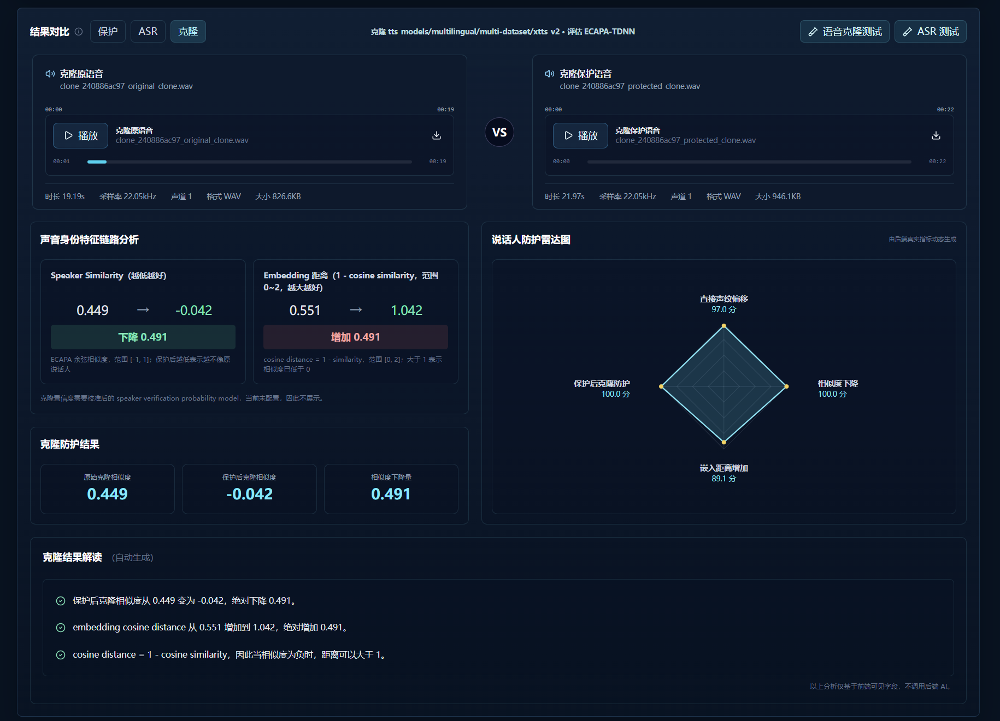 结果对比
保护
ASR
克隆
克隆 tts models/multilingual/multi-dataset/xtts v2 • 评估 ECAPA-TDNN
语音克隆测试
ASR 测试
克隆原语音
clone 240886ac97 original clone.wav
00:00
00:19
播放
克隆原语音
clone_240886ac97_original_clone.wav
00:01
00:19
时长 19.19s 采样率 22.05kHz 声道 1 格式 WAV 大小 826.6KB
VS
克隆保护语音
clone 240886ac97 protected clone.wav
00:00
00:22
播放
克隆保护语音
clone_240886ac97_protected_clone.wav
00:00
00:22
时长 21.97s 采样率 22.05kHz 声道 1 格式 WAV 大小 946.1KB
声音身份特征链路分析
Speaker Similarity（越低越好）
0.449 → -0.042
下降 0.491
ECAPA 余弦相似度，范围 [-1, 1]；保护后越低表示越不像原
说话人
Embedding 距离（1 - cosine similarity，范围
0~2，越大越好）
0.551 → 1.042
增加 0.491
cosine distance = 1 - similarity，范围 [0, 2]；大于 1 表示
相似度已低于 0
克隆置信度需要校准后的 speaker verification probability model，当前未配置，因此不展示。
克隆防护结果
原始克隆相似度
0.449
保护后克隆相似度
-0.042
相似度下降量
0.491
说话人防护雷达图
由后端真实指标动态生成
直接声纹偏移
97.0 分
保护后克隆防护
100.0 分
相似度下降
100.0 分
嵌入距离增加
89.1 分
克隆结果解读 （自动生成）
保护后克隆相似度从 0.449 变为 -0.042，绝对下降 0.491。
embedding cosine distance 从 0.551 增加到 1.042，绝对增加 0.491。
cosine distance = 1 - cosine similarity，因此当相似度为负时，距离可以大于 1。
以上分析仅基于前端可见字段，不调用后端 AI。